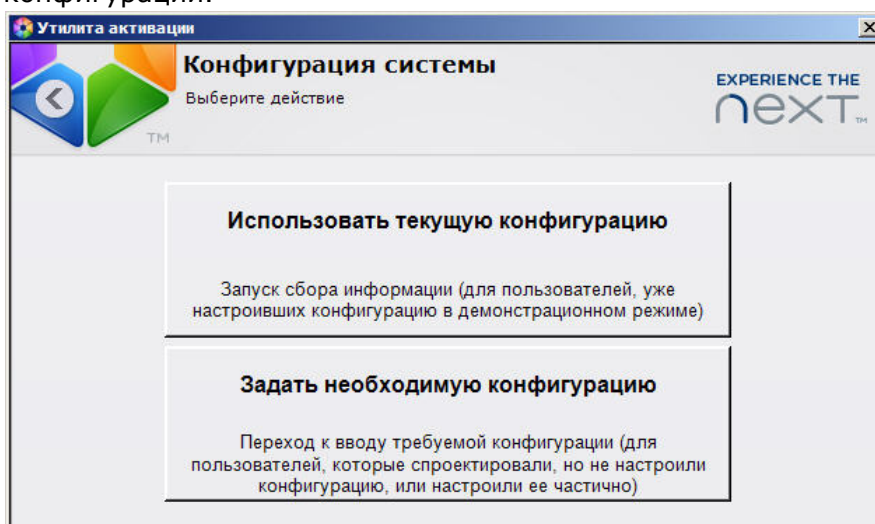 конфигурации.
Утилита активации
Конфигурация системы
Выберите действие
EXPERIENCE THE
next™
TM
Использовать текущую конфигурацию
Запуск сбора информации (для пользователей, уже
настроивших конфигурацию в демонстрационном режиме)
Задать необходимую конфигурацию
Переход к вводу требуемой конфигурации (для
пользователей, которые спроектировали, но не настроили
конфигурацию, или настроили ее частично)